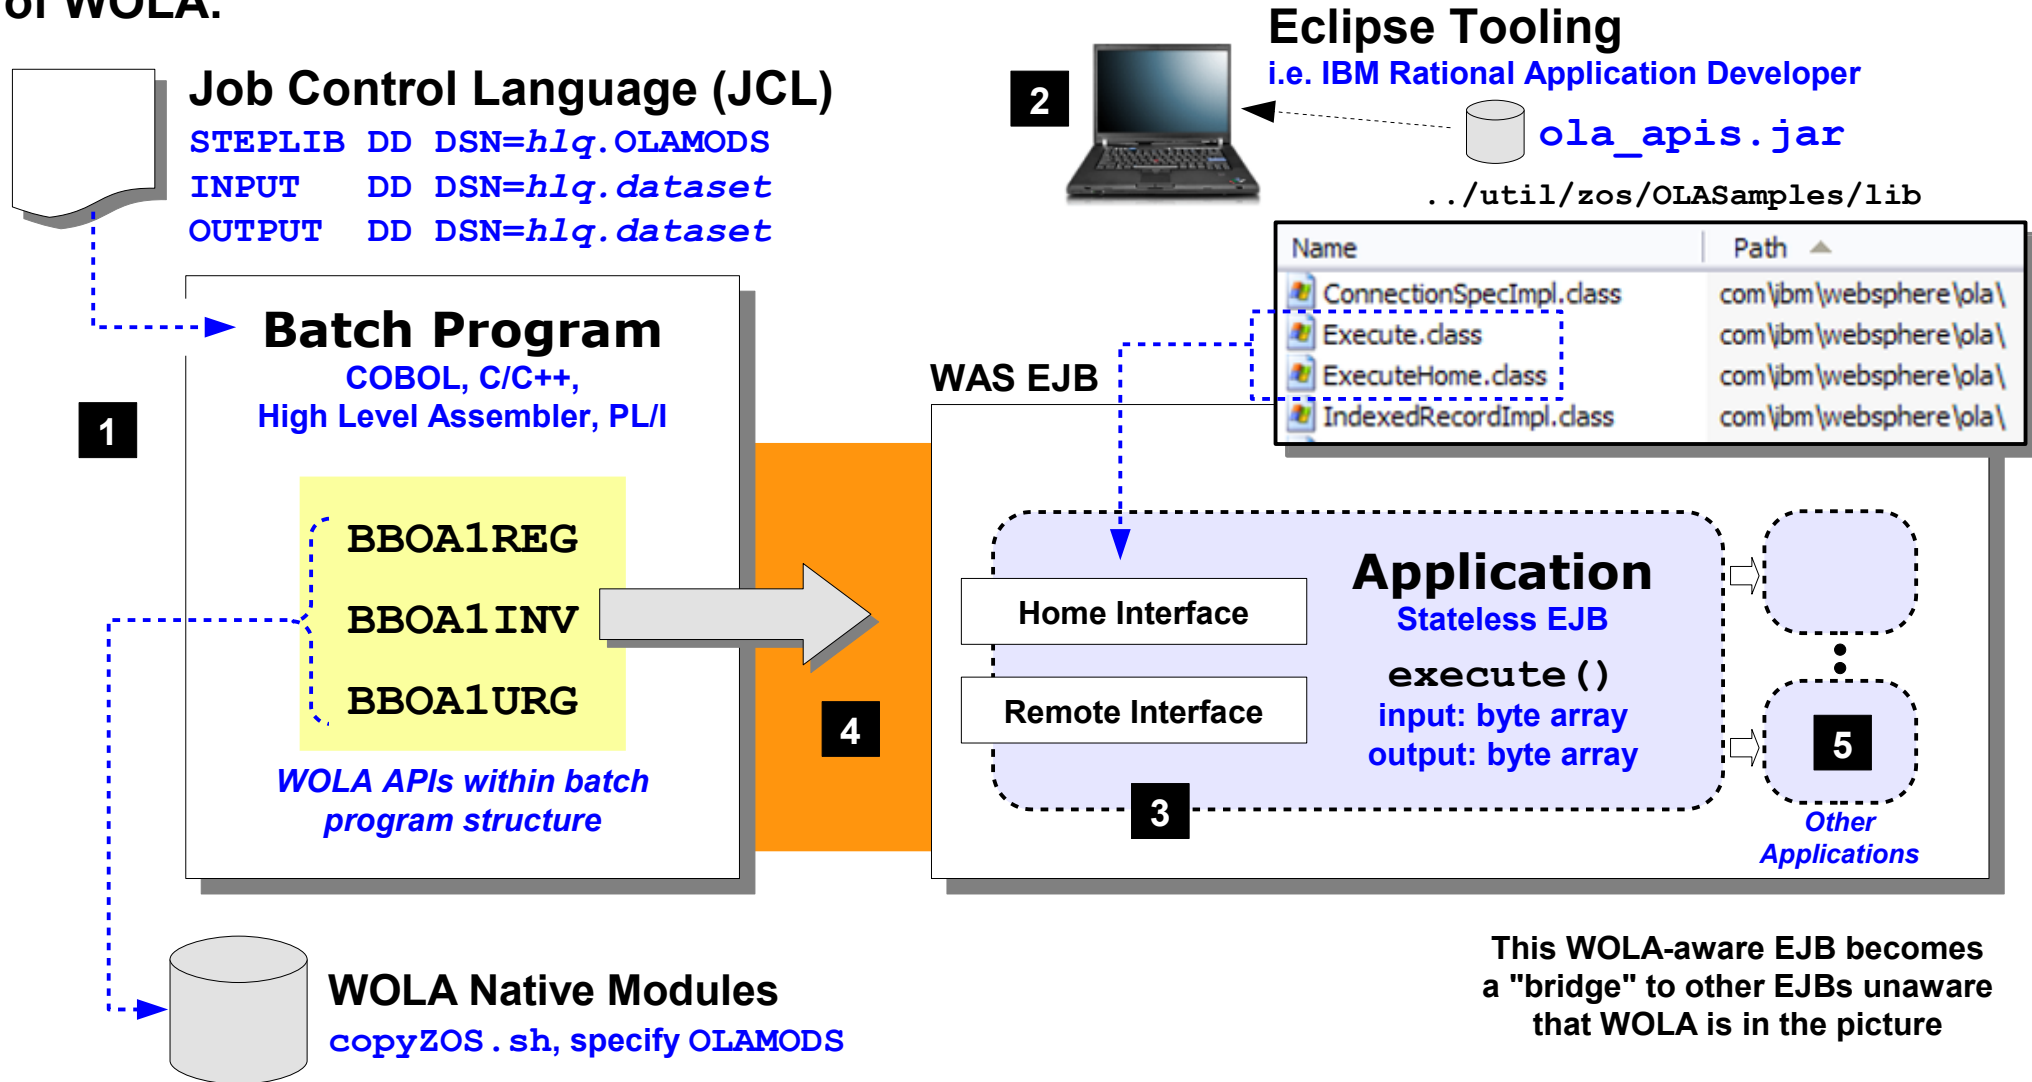 of WOLA.
Job Control Language (JCL)
STEPLIB DD DSN=hlq.OLAMODS
INPUT DD DSN=hlq.dataset
OUTPUT DD DSN=hlq.dataset
1
Batch Program
COBOL, C/C++,
High Level Assembler, PL/I
BBOA1REG
BBOA1INV
BBOA1URG
WOLA APIs within batch
program structure
WOLA Native Modules
copyZOS.sh, specify OLAMODS
2
Eclipse Tooling
i.e. IBM Rational Application Developer
ola_apis.jar
../util/zos/OLASamples/lib
Name Path
ConnectionSpecImpl.class com\ibm\websphere\ola\
Execute.class com\ibm\websphere\ola\
ExecuteHome.class com\ibm\websphere\ola\
IndexedRecordImpl.class com\ibm\websphere\ola\
WAS EJB
Home Interface
Remote Interface
Application
Stateless EJB
execute()
input: byte array
output: byte array
3
4
5
Other
Applications
This WOLA-aware EJB becomes
a "bridge" to other EJBs unaware
that WOLA is in the picture